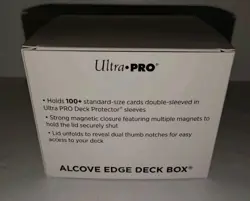 Ultra•PRO®
• Holds 100+ standard-size cards double-sleeved in
Ultra PRO Deck Protector™ sleeves
• Strong magnetic closure featuring multiple magnets to
hold the lid securely shut
• Lid unfolds to reveal dual thumb notches for easy
access to your deck
ALCOVE EDGE DECK BOX®